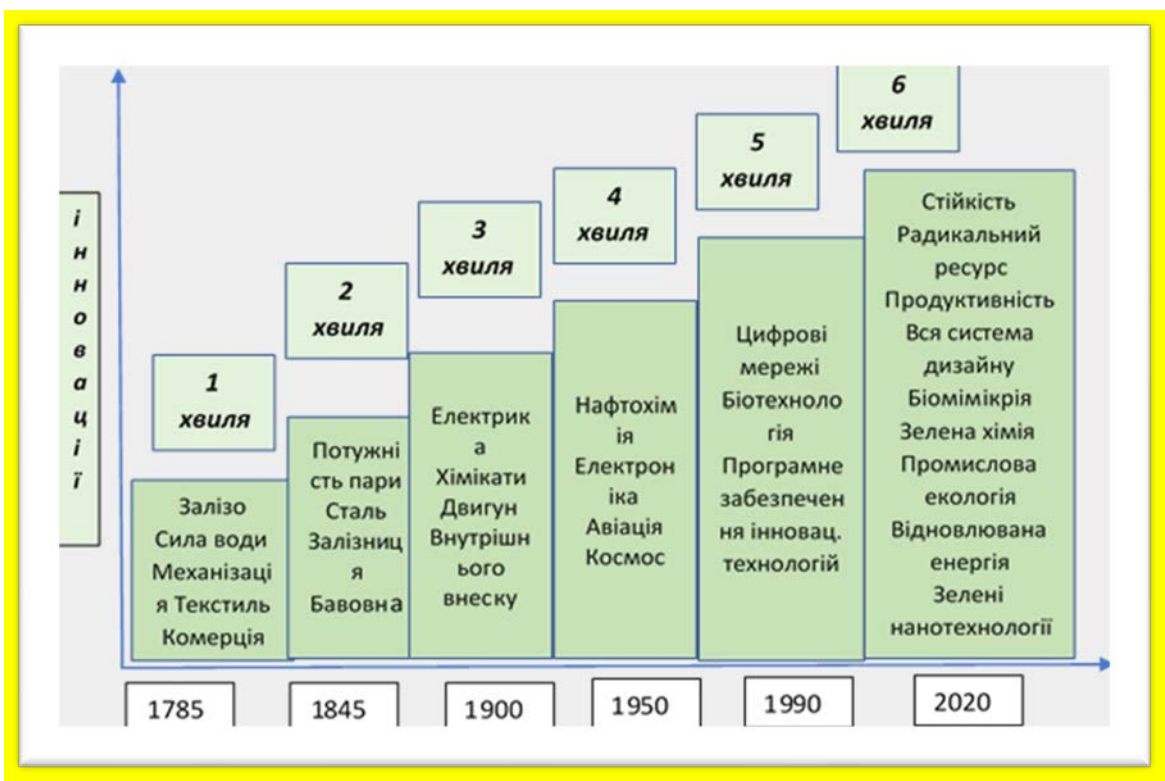 інновації
1
хвиля
Залізо
Сила води
Механізаці
я Текстиль
Комерція
1785
2
хвиля
Потужні
сть пари
Сталь
Залізниц
я
Бавовна
1845
3
хвиля
Електрик
а
Хімікати
Двигун
Внутрішн
ього
внеску
1900
4
хвиля
Нафтохім
ія
Електрон
іка
Авіація
Космос
1950
5
хвиля
Цифрові
мережі
Біотехноло
гія
Програмне
забезпечен
ня інновац.
технологій
1990
6
хвиля
Стійкість
Радикальний
ресурс
Продуктивність
Вся система
дизайну
Біомімікрія
Зелена хімія
Промислова
екологія
Відновлювана
енергія
Зелені
нанотехнології
2020